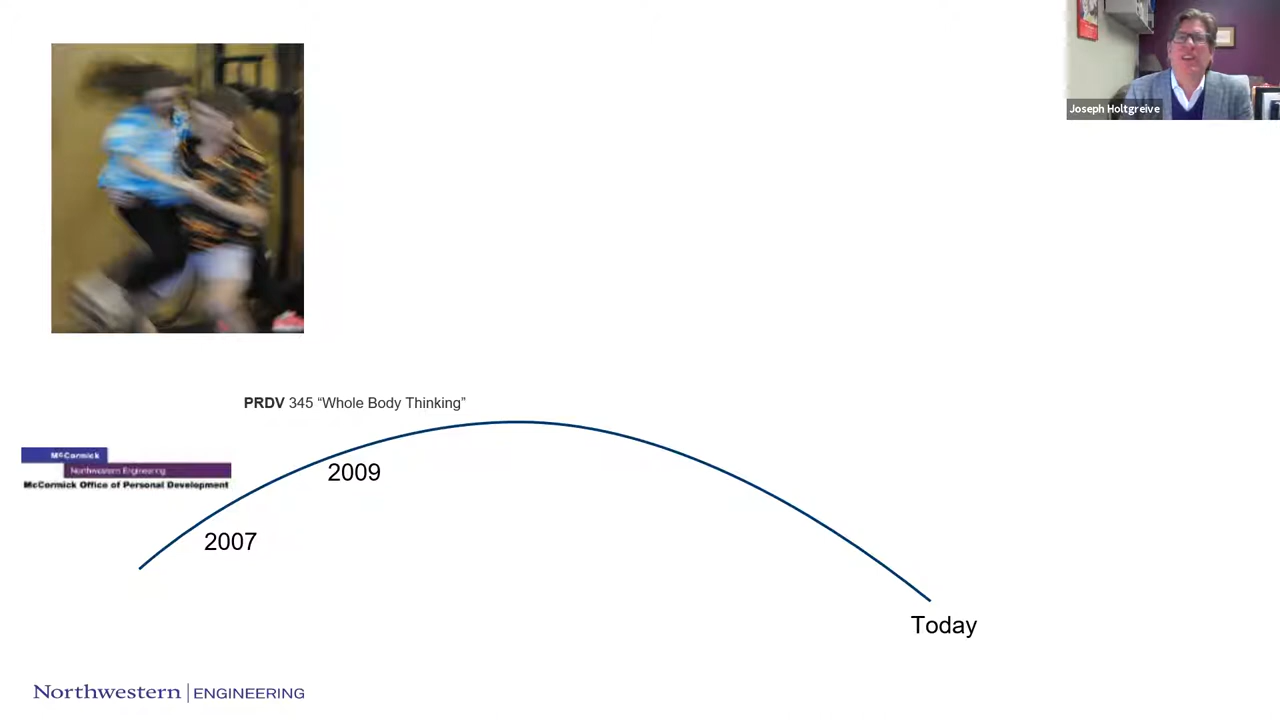 Joseph Holtgreive
PRDV 345 “Whole Body Thinking”
McCormick
Northwestern Engineering
McCormick Office of Personal Development
2009
2007
Today
Northwestern | ENGINEERING